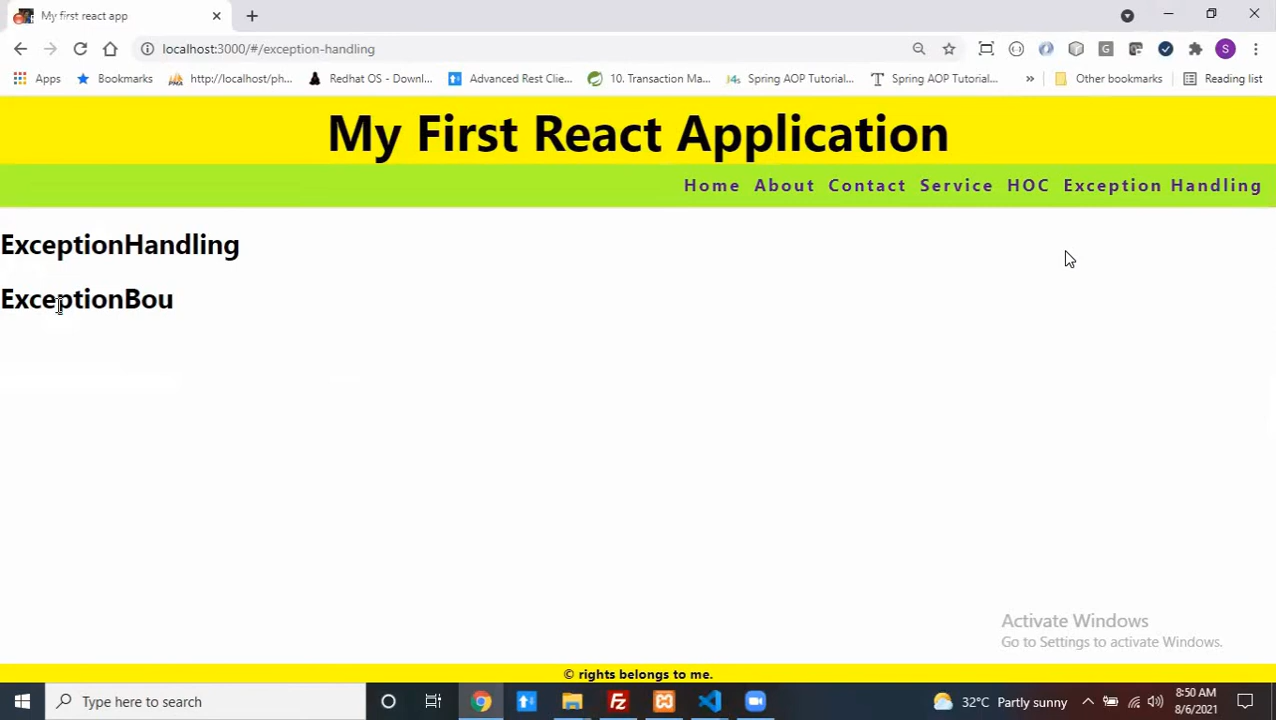 My first react app
localhost:3000/#/exception-handling
S
Apps Bookmarks http://localhost/ph... Redhat OS - Downl... Advanced Rest Clie... 10. Transaction Ma... Spring AOP Tutorial... Spring AOP Tutorial... » Other bookmarks Reading list
My First React Application
Home About Contact Service HOC Exception Handling
ExceptionHandling
ExceptionBou
Activate Windows
Go to Settings to activate Windows.
© rights belongs to me.
Type here to search
32°C Partly sunny
8:50 AM
8/6/2021